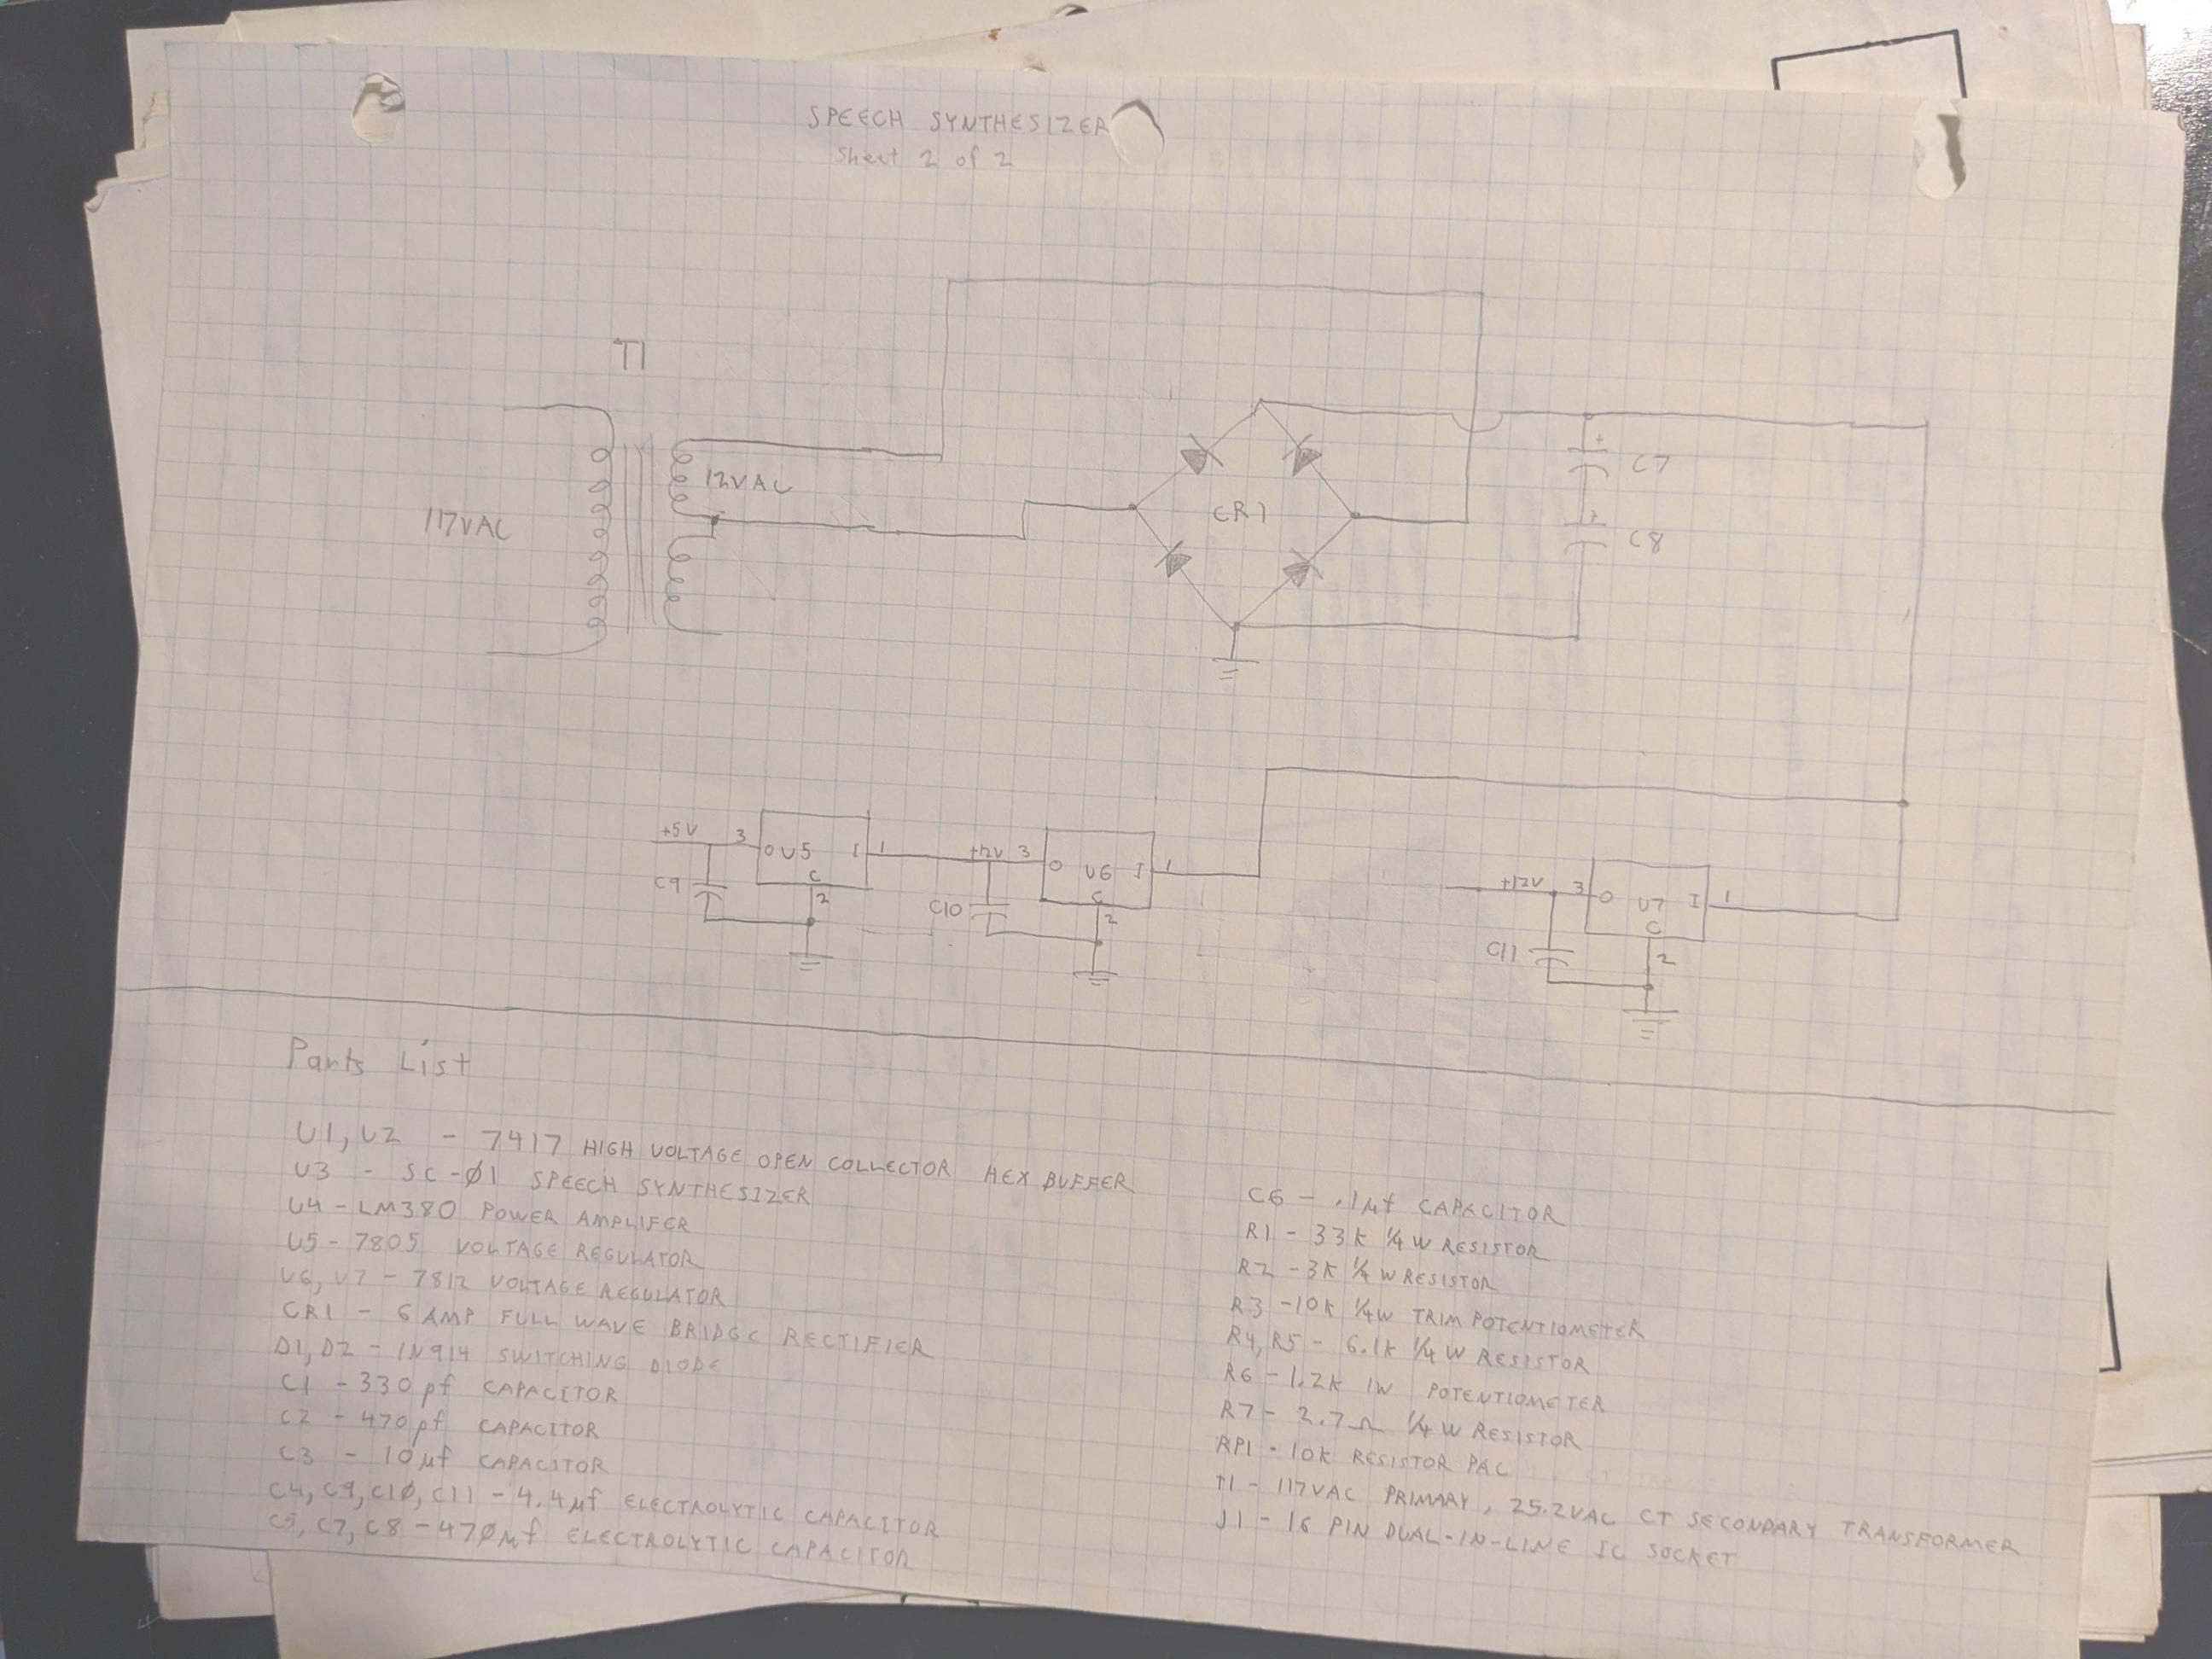 SPEECH SYNTHESIZER
Sheet 2 of 2
T1
12VAC
117VAC
CR1
+
C7
+
C8
+5V 3 O U5 I 1
C 2
C9
+12V 3 O U6 I 1
C 2
C10
+12V 3 O U7 I 1
C 2
C11
Parts List
U1, U2 - 7417 HIGH VOLTAGE OPEN COLLECTOR HEX BUFFER
U3 - SC-Ø1 SPEECH SYNTHESIZER
U4 - LM380 POWER AMPLIFER
U5 - 7805 VOLTAGE REGULATOR
U6, U7 - 7812 VOLTAGE REGULATOR
CR1 - 6 AMP FULL WAVE BRIDGE RECTIFIER
D1, D2 - 1N914 SWITCHING DIODE
C1 - 330 pf CAPACITOR
C2 - 470 pf CAPACITOR
C3 - 10 µf CAPACITOR
C4, C9, C1Ø, C11 - 4.4 µf ELECTROLYTIC CAPACITOR
C5, C7, C8 - 47Ø µf ELECTROLYTIC CAPACITOR
C6 - .1µf CAPACITOR
R1 - 33K ¼ W RESISTOR
R2 - 3K ¼ W RESISTOR
R3 - 10K ¼W TRIM POTENTIOMETER
R4, R5 - 6.1K ¼ W RESISTOR
R6 - 1.2K 1W POTENTIOMETER
R7 - 2.7Ω ¼ W RESISTOR
RP1 - 10K RESISTOR PAC
T1 - 117VAC PRIMARY, 25.2VAC CT SECONDARY TRANSFORMER
J1 - 16 PIN DUAL-IN-LINE IC SOCKET